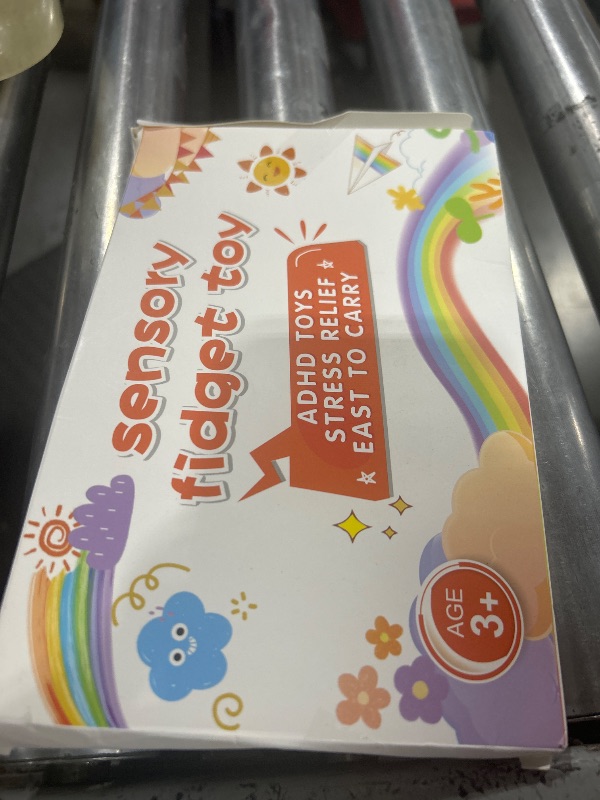 sensory
fidget toy
ADHD TOYS
STRESS RELIEF
EAST TO CARRY
AGE
3+